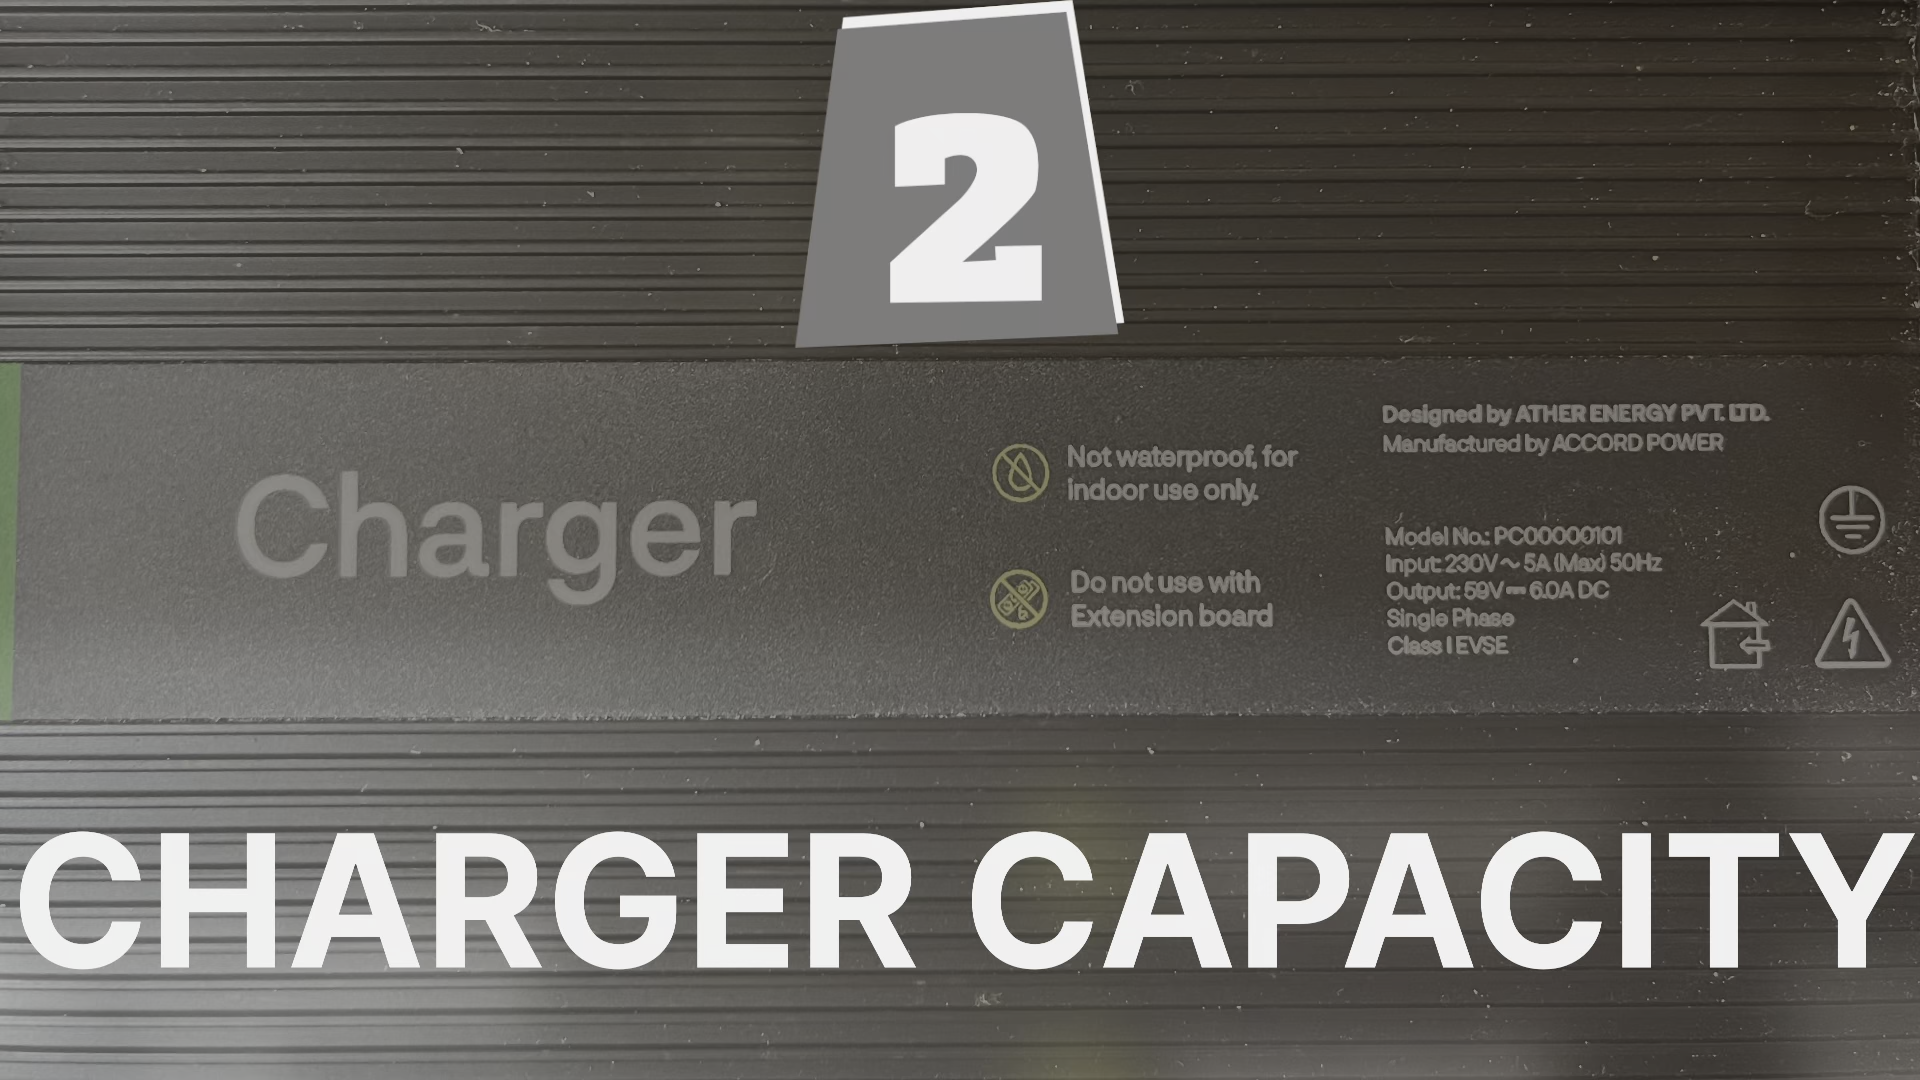 2
Charger
Not waterproof, for
indoor use only.
Do not use with
Extension board
Designed by ATHER ENERGY PVT. LTD.
Manufactured by ACCORD POWER
Model No.: PC00000101
Input: 230V ~ 5A (Max) 50Hz
Output: 59V⎓ 6.0A DC
Single Phase
Class I EVSE
CHARGER CAPACITY